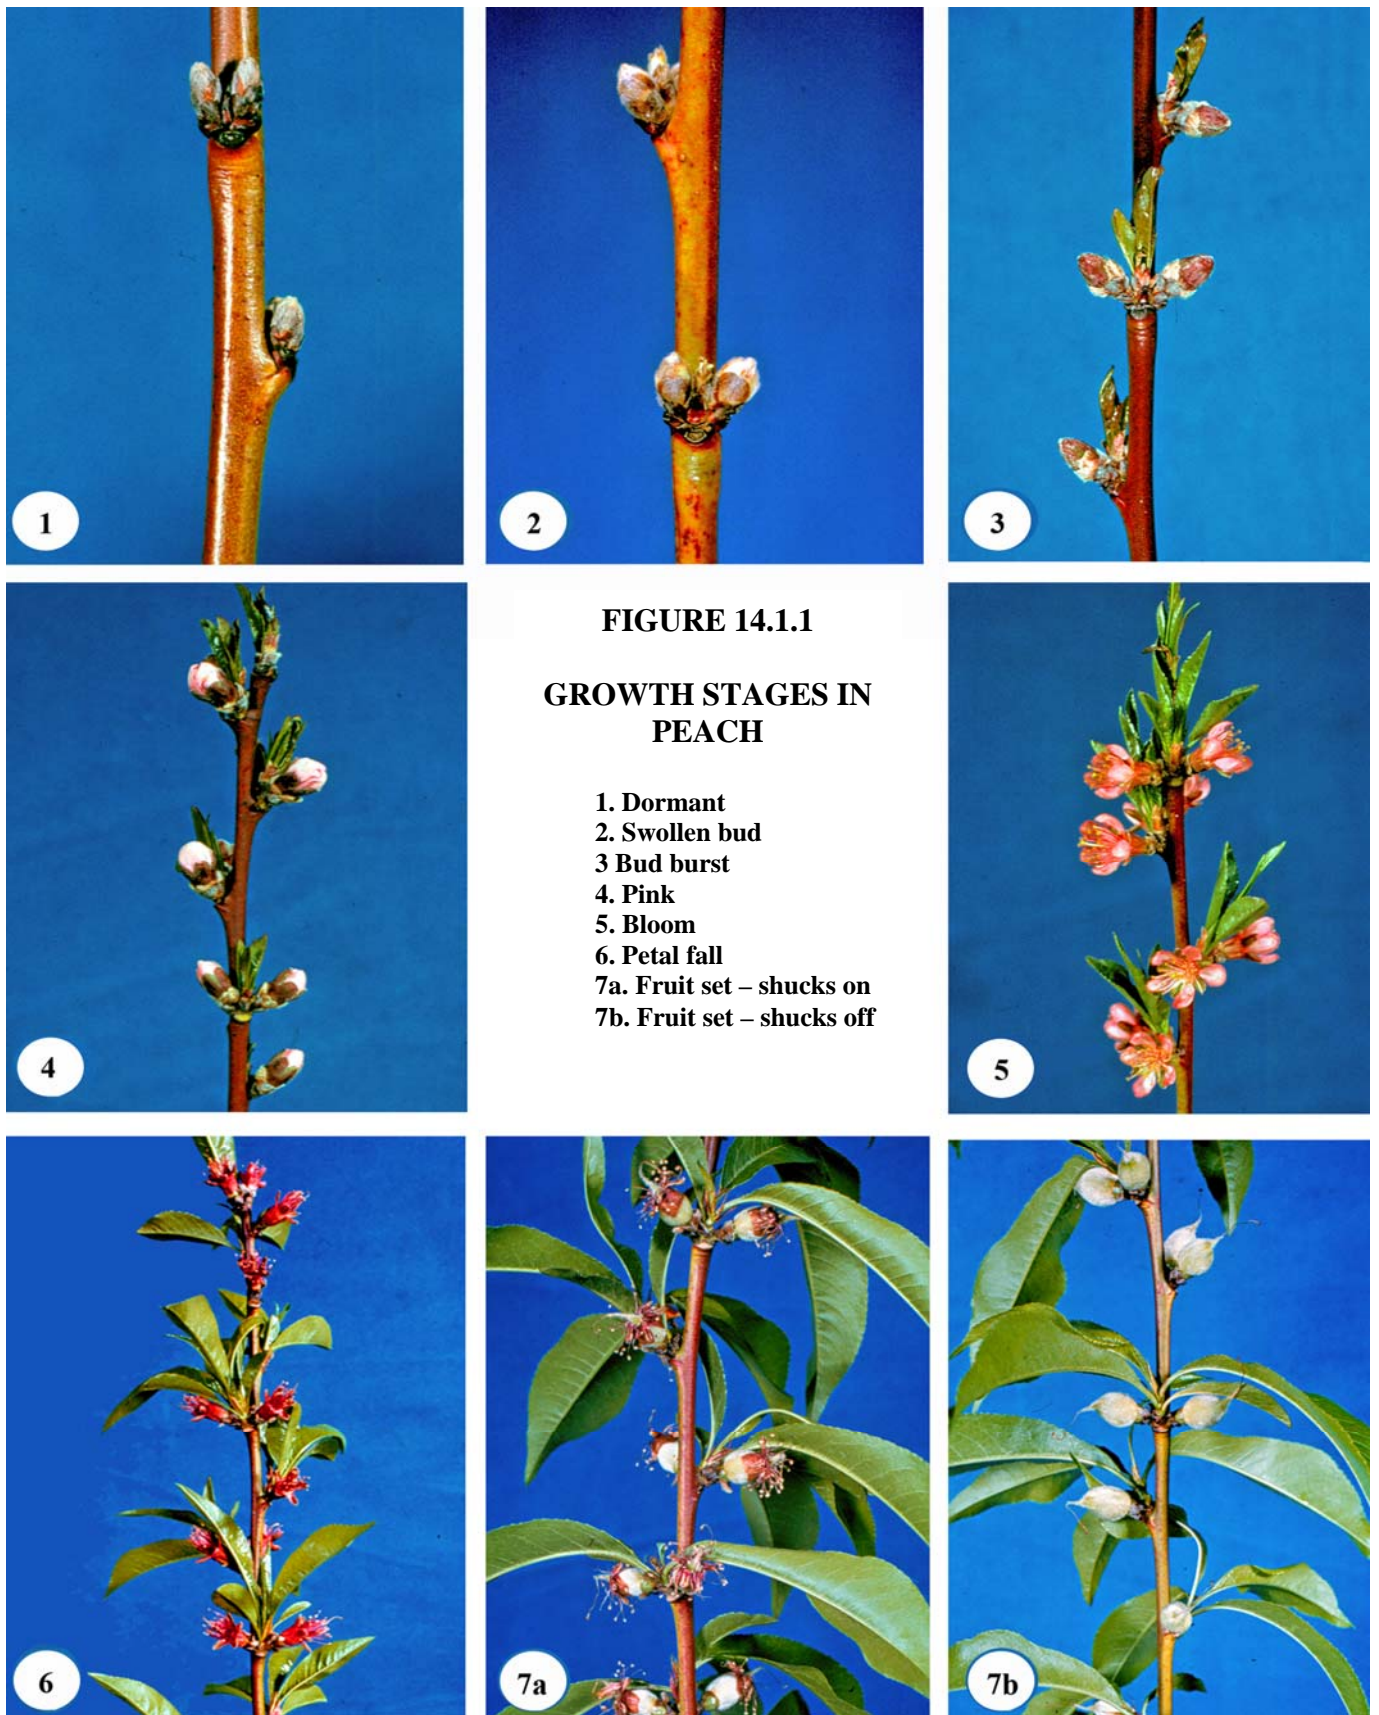 1
2
3
FIGURE 14.1.1
GROWTH STAGES IN
PEACH
1. Dormant
2. Swollen bud
3 Bud burst
4. Pink
5. Bloom
6. Petal fall
7a. Fruit set – shucks on
7b. Fruit set – shucks off
4
5
6
7a
7b